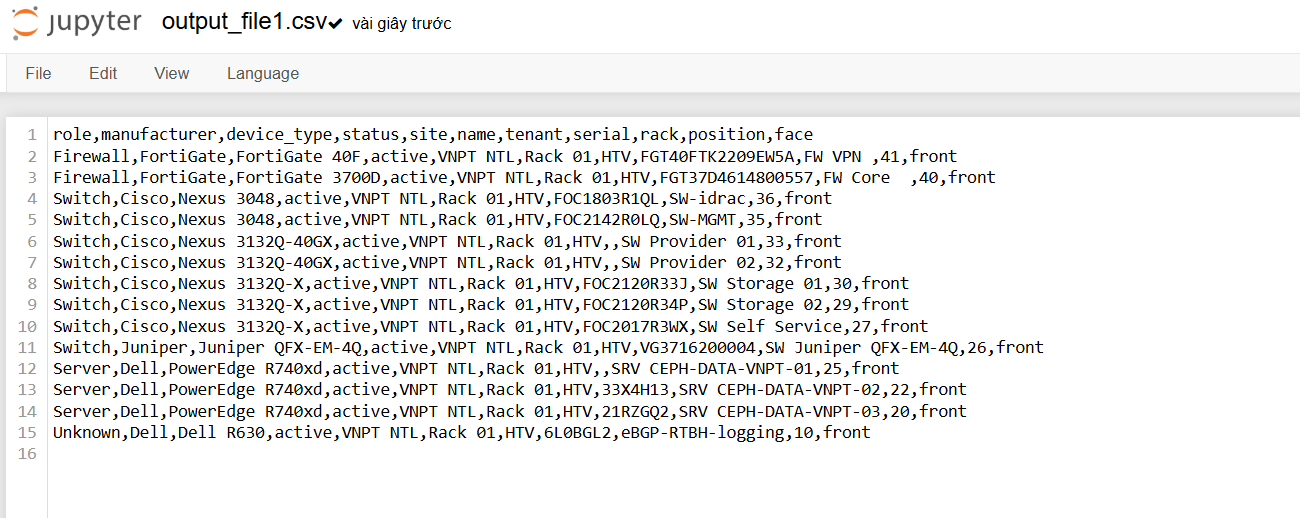 jupyter output_file1.csv vài giây trước
File Edit View Language
1 role,manufacturer,device_type,status,site,name,tenant,serial,rack,position,face
2 Firewall,FortiGate,FortiGate 40F,active,VNPT NTL,Rack 01,HTV,FGT40FTK2209EW5A,FW VPN ,41,front
3 Firewall,FortiGate,FortiGate 3700D,active,VNPT NTL,Rack 01,HTV,FGT37D4614800557,FW Core  ,40,front
4 Switch,Cisco,Nexus 3048,active,VNPT NTL,Rack 01,HTV,FOC1803R1QL,SW-idrac,36,front
5 Switch,Cisco,Nexus 3048,active,VNPT NTL,Rack 01,HTV,FOC2142R0LQ,SW-MGMT,35,front
6 Switch,Cisco,Nexus 3132Q-40GX,active,VNPT NTL,Rack 01,HTV,,SW Provider 01,33,front
7 Switch,Cisco,Nexus 3132Q-40GX,active,VNPT NTL,Rack 01,HTV,,SW Provider 02,32,front
8 Switch,Cisco,Nexus 3132Q-X,active,VNPT NTL,Rack 01,HTV,FOC2120R33J,SW Storage 01,30,front
9 Switch,Cisco,Nexus 3132Q-X,active,VNPT NTL,Rack 01,HTV,FOC2120R34P,SW Storage 02,29,front
10 Switch,Cisco,Nexus 3132Q-X,active,VNPT NTL,Rack 01,HTV,FOC2017R3WX,SW Self Service,27,front
11 Switch,Juniper,Juniper QFX-EM-4Q,active,VNPT NTL,Rack 01,HTV,VG3716200004,SW Juniper QFX-EM-4Q,26,front
12 Server,Dell,PowerEdge R740xd,active,VNPT NTL,Rack 01,HTV,,SRV CEPH-DATA-VNPT-01,25,front
13 Server,Dell,PowerEdge R740xd,active,VNPT NTL,Rack 01,HTV,33X4H13,SRV CEPH-DATA-VNPT-02,22,front
14 Server,Dell,PowerEdge R740xd,active,VNPT NTL,Rack 01,HTV,21RZGQ2,SRV CEPH-DATA-VNPT-03,20,front
15 Unknown,Dell,Dell R630,active,VNPT NTL,Rack 01,HTV,6L0BGL2,eBGP-RTBH-logging,10,front
16